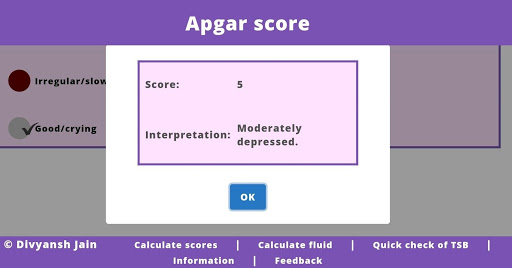 Apgar score
Irregular/slow
Good/crying
Score: 5
Interpretation: Moderately
depressed.
OK
© Divyansh Jain
Calculate scores | Calculate fluid | Quick check of TSB |
Information | Feedback